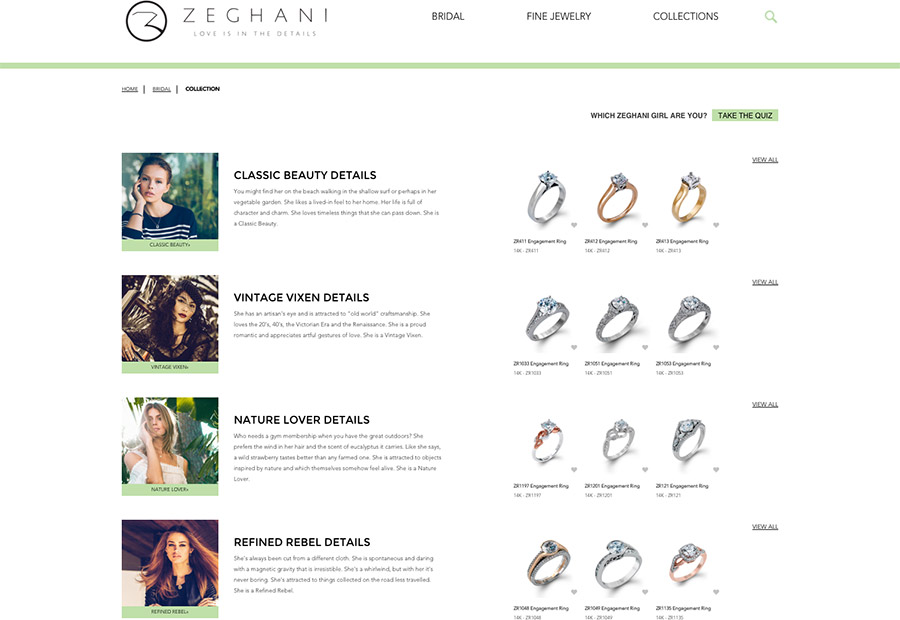 ZEGHANI
LOVE IS IN THE DETAILS
BRIDAL FINE JEWELRY COLLECTIONS
HOME | BRIDAL | COLLECTION
WHICH ZEGHANI GIRL ARE YOU? TAKE THE QUIZ
VIEW ALL
CLASSIC BEAUTY DETAILS
You might find her on the beach walking in the shallow surf or perhaps in her
vegetable garden. She likes a lived-in feel to her home. Her life is full of
character and charm. She loves timeless things that she can pass down. She is
a Classic Beauty.
CLASSIC BEAUTY»
ZR411 Engagement Ring ZR412 Engagement Ring ZR413 Engagement Ring
14K - ZR411 14K - ZR412 14K - ZR413
VIEW ALL
VINTAGE VIXEN DETAILS
She has an artisan's eye and is attracted to "old world" craftsmanship. She
loves the 20's, 40's, the Victorian Era and the Renaissance. She is a proud
romantic and appreciates artful gestures of love. She is a Vintage Vixen.
VINTAGE VIXEN»
ZR1033 Engagement Ring ZR1051 Engagement Ring ZR1053 Engagement Ring
14K - ZR1033 14K - ZR1051 14K - ZR1053
VIEW ALL
NATURE LOVER DETAILS
Who needs a gym membership when you have the great outdoors? She
prefers the wind in her hair and the scent of eucalyptus it carries. Like she says,
a wild strawberry tastes better than any farmed one. She is attracted to objects
inspired by nature and which themselves somehow feel alive. She is a Nature
Lover.
NATURE LOVER»
ZR1197 Engagement Ring ZR1201 Engagement Ring ZR121 Engagement Ring
14K - ZR1197 14K - ZR1201 14K - ZR121
VIEW ALL
REFINED REBEL DETAILS
She's always been cut from a different cloth. She is spontaneous and daring
with a magnetic gravity that is irresistible. She's a whirlwind, but with her it's
never boring. She's attracted to things collected on the road less travelled.
She is a Refined Rebel.
REFINED REBEL»
ZR1048 Engagement Ring ZR1049 Engagement Ring ZR1135 Engagement Ring
14K - ZR1048 14K - ZR1049 14K - ZR1135